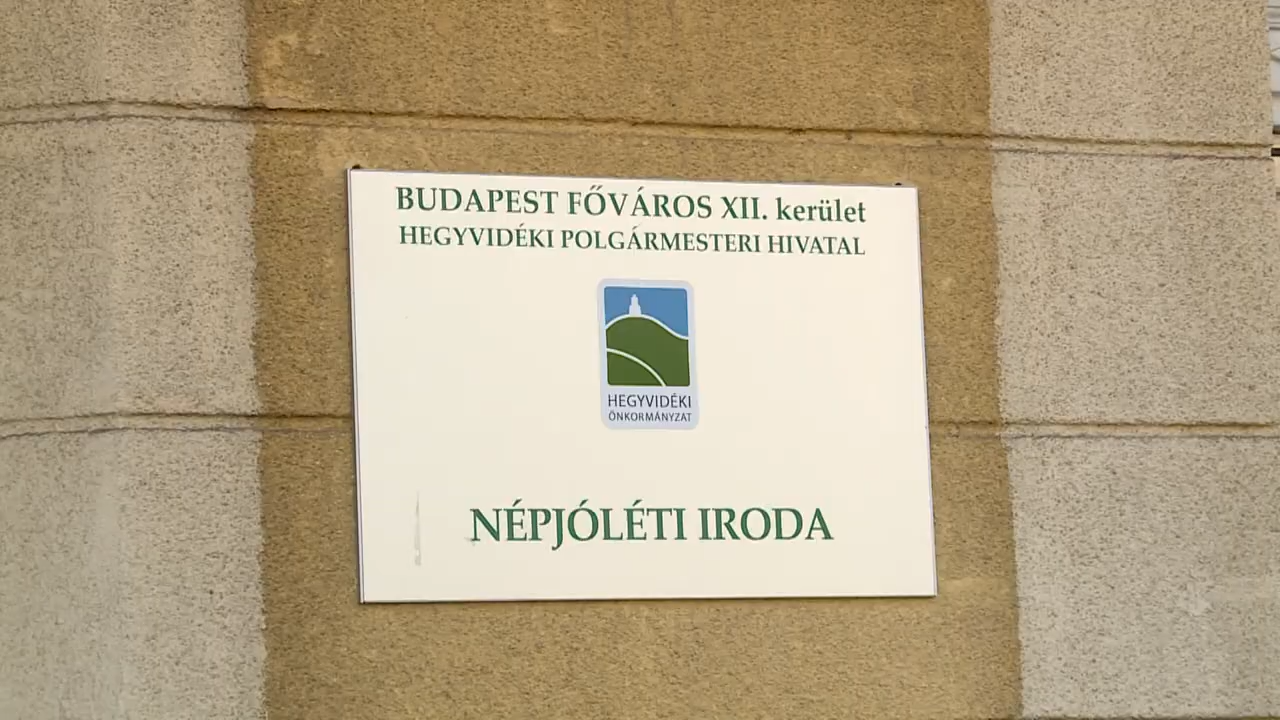 BUDAPEST FŐVÁROS XII. kerület
HEGYVIDÉKI POLGÁRMESTERI HIVATAL
HEGYVIDÉKI
ÖNKORMÁNYZAT
NÉPJÓLÉTI IRODA